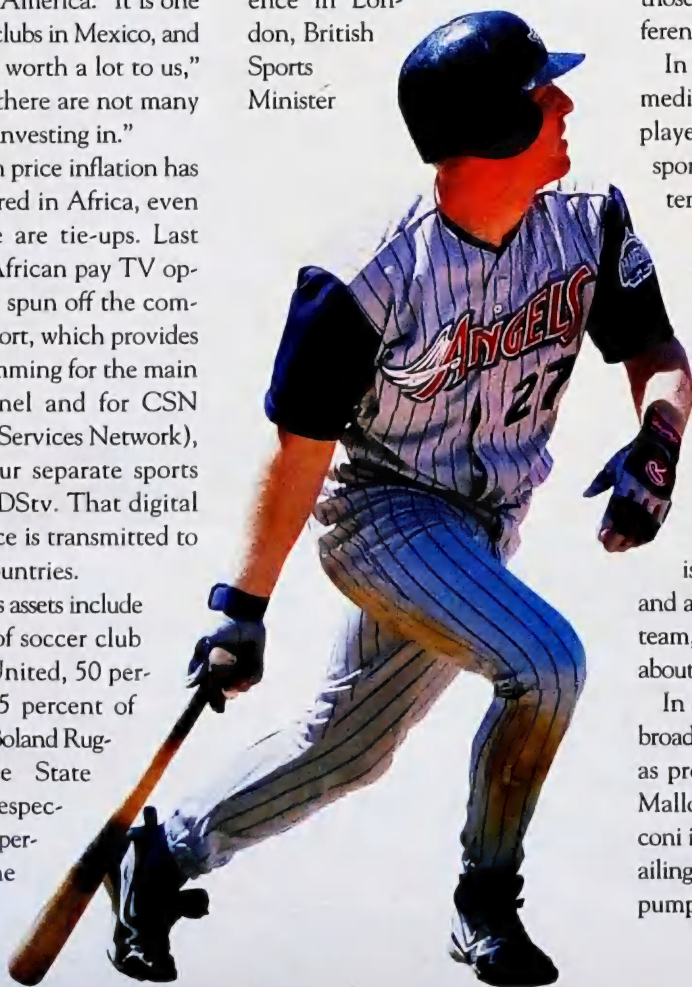 America. "It is one
clubs in Mexico, and
worth a lot to us,"
there are not many
investing in."
price inflation has
red in Africa, even
are tie-ups. Last
African pay TV op-
spun off the com-
port, which provides
mming for the main
nel and for CSN
Services Network),
ur separate sports
DStv. That digital
ce is transmitted to
untries.
s assets include
of soccer club
United, 50 per-
5 percent of
Boland Rug-
e State
espec-
per-
ne
ence in Lon-
don, British
Sports
Minister
ANGELS
27
R
those
feren
In
medi
playe
spor
ter
is
and a
team,
about
In
broad
as pr
Mall
coni i
ailing
pump